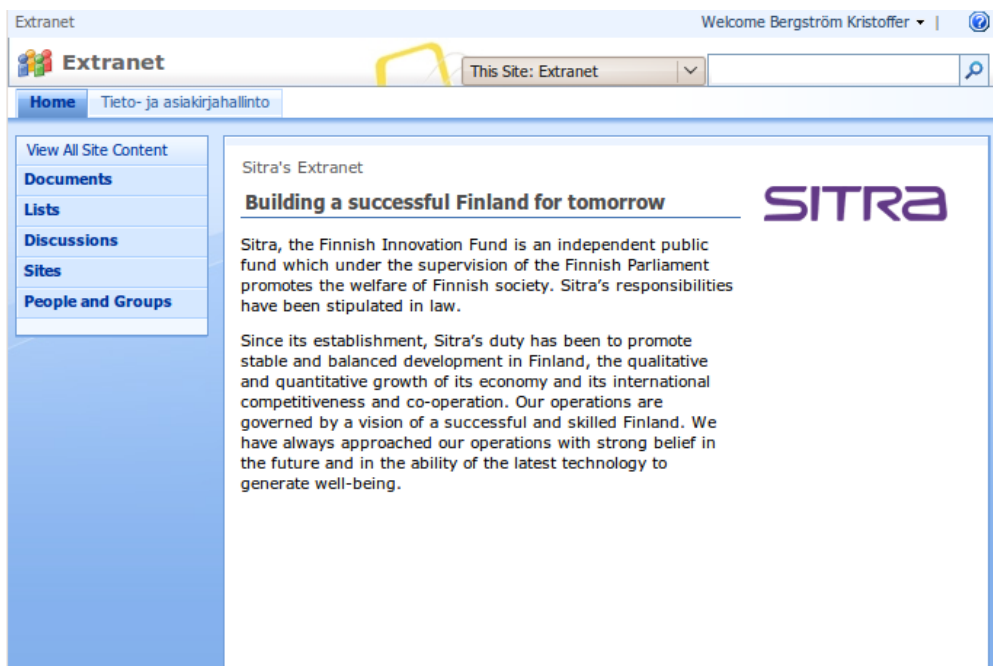 Extranet
Welcome Bergström Kristoffer
Extranet
This Site: Extranet
Home
Tieto- ja asiakirjahallinto
View All Site Content
Documents
Lists
Discussions
Sites
People and Groups
Sitra's Extranet
Building a successful Finland for tomorrow
SITRA
Sitra, the Finnish Innovation Fund is an independent public
fund which under the supervision of the Finnish Parliament
promotes the welfare of Finnish society. Sitra’s responsibilities
have been stipulated in law.
Since its establishment, Sitra’s duty has been to promote
stable and balanced development in Finland, the qualitative
and quantitative growth of its economy and its international
competitiveness and co-operation. Our operations are
governed by a vision of a successful and skilled Finland. We
have always approached our operations with strong belief in
the future and in the ability of the latest technology to
generate well-being.